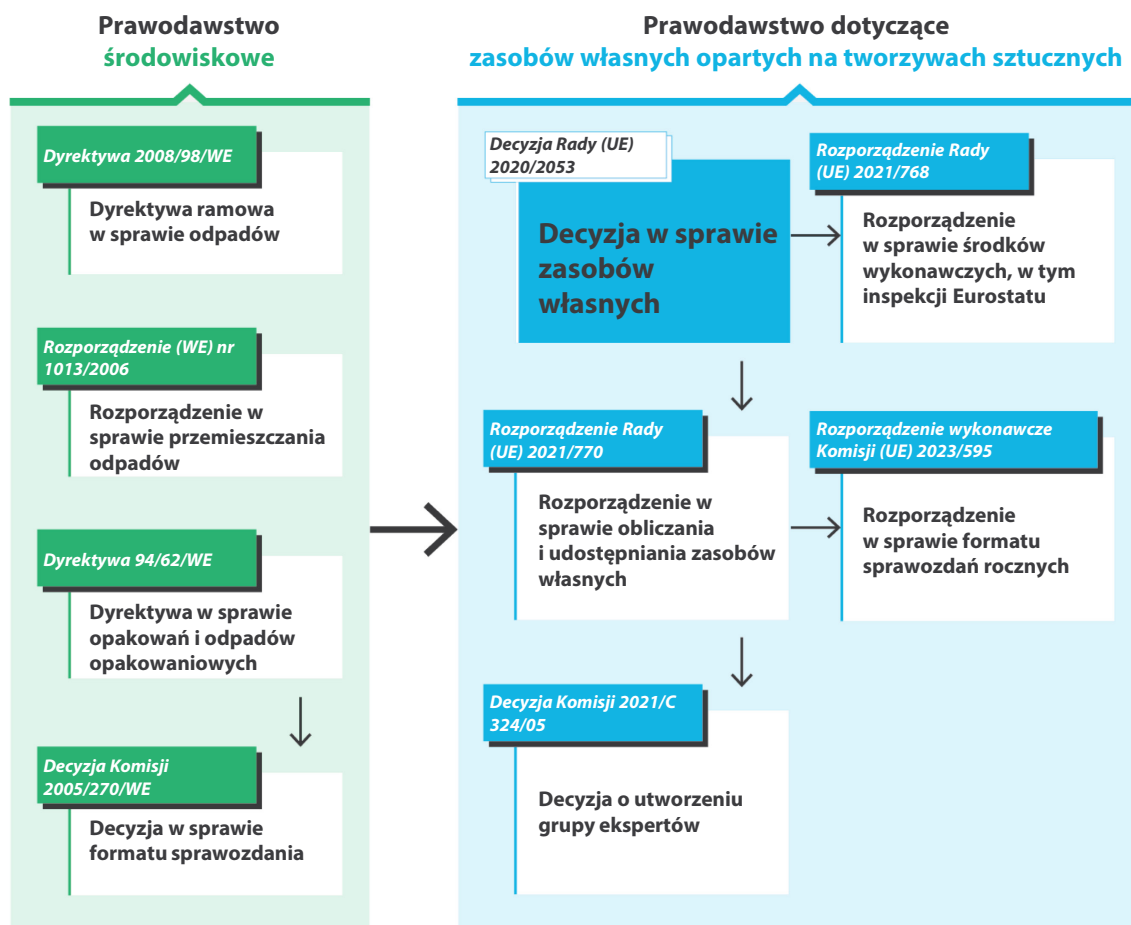 Prawodawstwo
środowiskowe
Dyrektywa 2008/98/WE
Dyrektywa ramowa
w sprawie odpadów
Rozporządzenie (WE) nr
1013/2006
Rozporządzenie w
sprawie przemieszczania
odpadów
Dyrektywa 94/62/WE
Dyrektywa w sprawie
opakowań i odpadów
opakowaniowych
Decyzja Komisji
2005/270/WE
Decyzja w sprawie
formatu sprawozdania
Prawodawstwo dotyczące
zasobów własnych opartych na tworzywach sztucznych
Decyzja Rady (UE)
2020/2053
Decyzja w sprawie
zasobów
własnych
Rozporządzenie Rady
(UE) 2021/768
Rozporządzenie
w sprawie środków
wykonawczych, w tym
inspekcji Eurostatu
Rozporządzenie Rady
(UE) 2021/770
Rozporządzenie w
sprawie obliczania
i udostępniania zasobów
własnych
Rozporządzenie wykonawcze
Komisji (UE) 2023/595
Rozporządzenie
w sprawie formatu
sprawozdań rocznych
Decyzja Komisji 2021/C
324/05
Decyzja o utworzeniu
grupy ekspertów